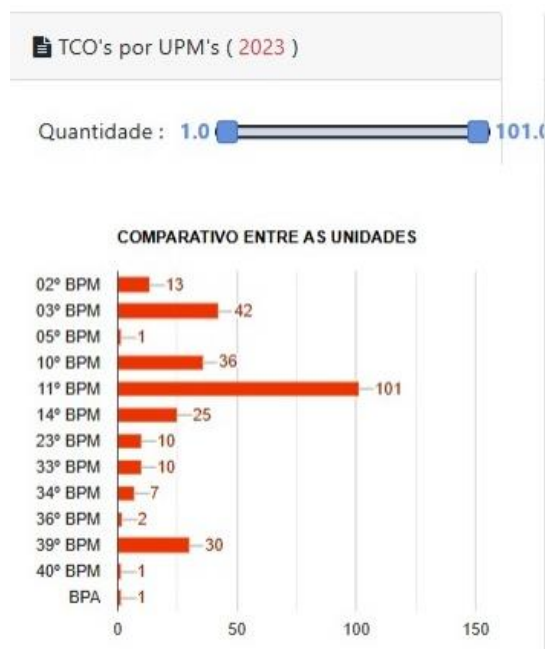 TCO's por UPM's ( 2023 )
Quantidade : 1.0 101.0
COMPARATIVO ENTRE AS UNIDADES
02º BPM 13
03º BPM 42
05º BPM 1
10º BPM 36
11º BPM 101
14º BPM 25
23º BPM 10
33º BPM 10
34º BPM 7
36º BPM 2
39º BPM 30
40º BPM 1
BPA 1
0 50 100 150